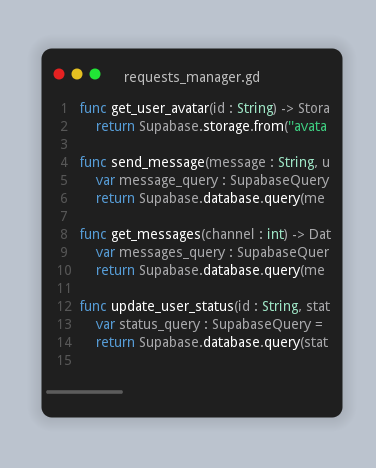 requests_manager.gd
1 func get_user_avatar(id : String) -> Stora
2 return Supabase.storage.from("avata
3
4 func send_message(message : String, u
5 var message_query : SupabaseQuery
6 return Supabase.database.query(me
7
8 func get_messages(channel : int) -> Dat
9 var messages_query : SupabaseQuer
10 return Supabase.database.query(me
11
12 func update_user_status(id : String, stat
13 var status_query : SupabaseQuery =
14 return Supabase.database.query(stat
15